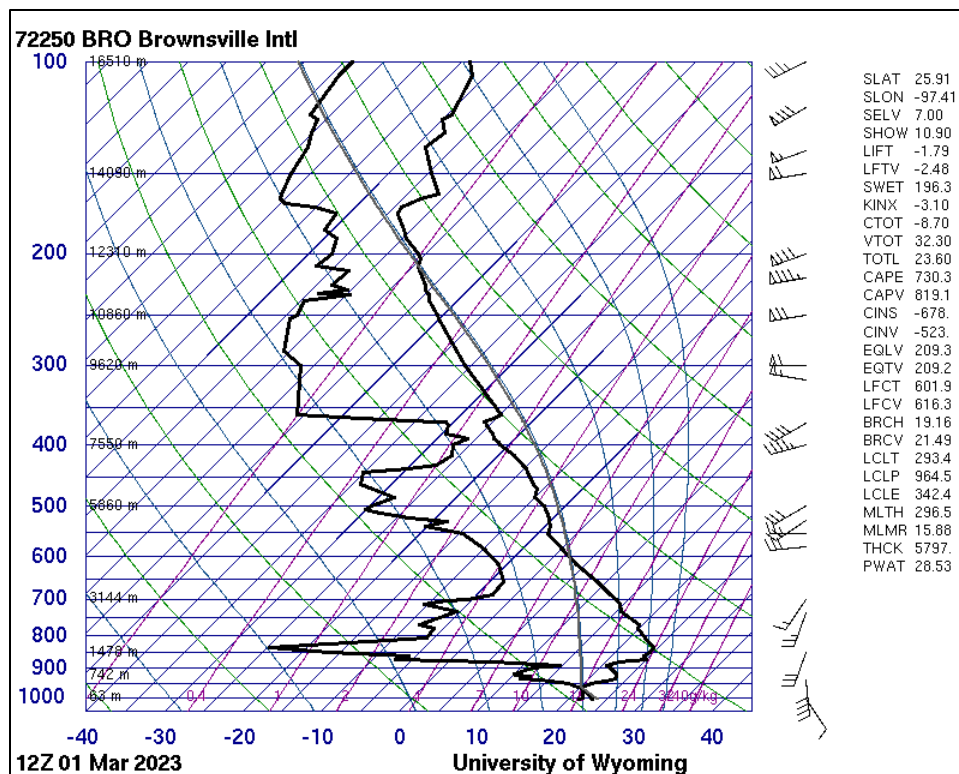 72250 BRO Brownsville Intl
100
16510 m
14090 m
200
12310 m
10860 m
300
9620 m
400
7550 m
500
5860 m
600
700
3144 m
800
1478 m
900
742 m
1000
63 m
0.4
1
2
4
7
10
24
32
40g/kg
-40
-30
-20
-10
0
10
20
30
40
12Z 01 Mar 2023
University of Wyoming
SLAT 25.91
SLON -97.41
SELV 7.00
SHOW 10.90
LIFT -1.79
LFTV -2.48
SWET 196.3
KINX -3.10
CTOT -8.70
VTOT 32.30
TOTL 23.60
CAPE 730.3
CAPV 819.1
CINS -678.
CINV -523.
EQLV 209.3
EQTV 209.2
LFCT 601.9
LFCV 616.3
BRCH 19.16
BRCV 21.49
LCLT 293.4
LCLP 964.5
LCLE 342.4
MLTH 296.5
MLMR 15.88
THCK 5797.
PWAT 28.53